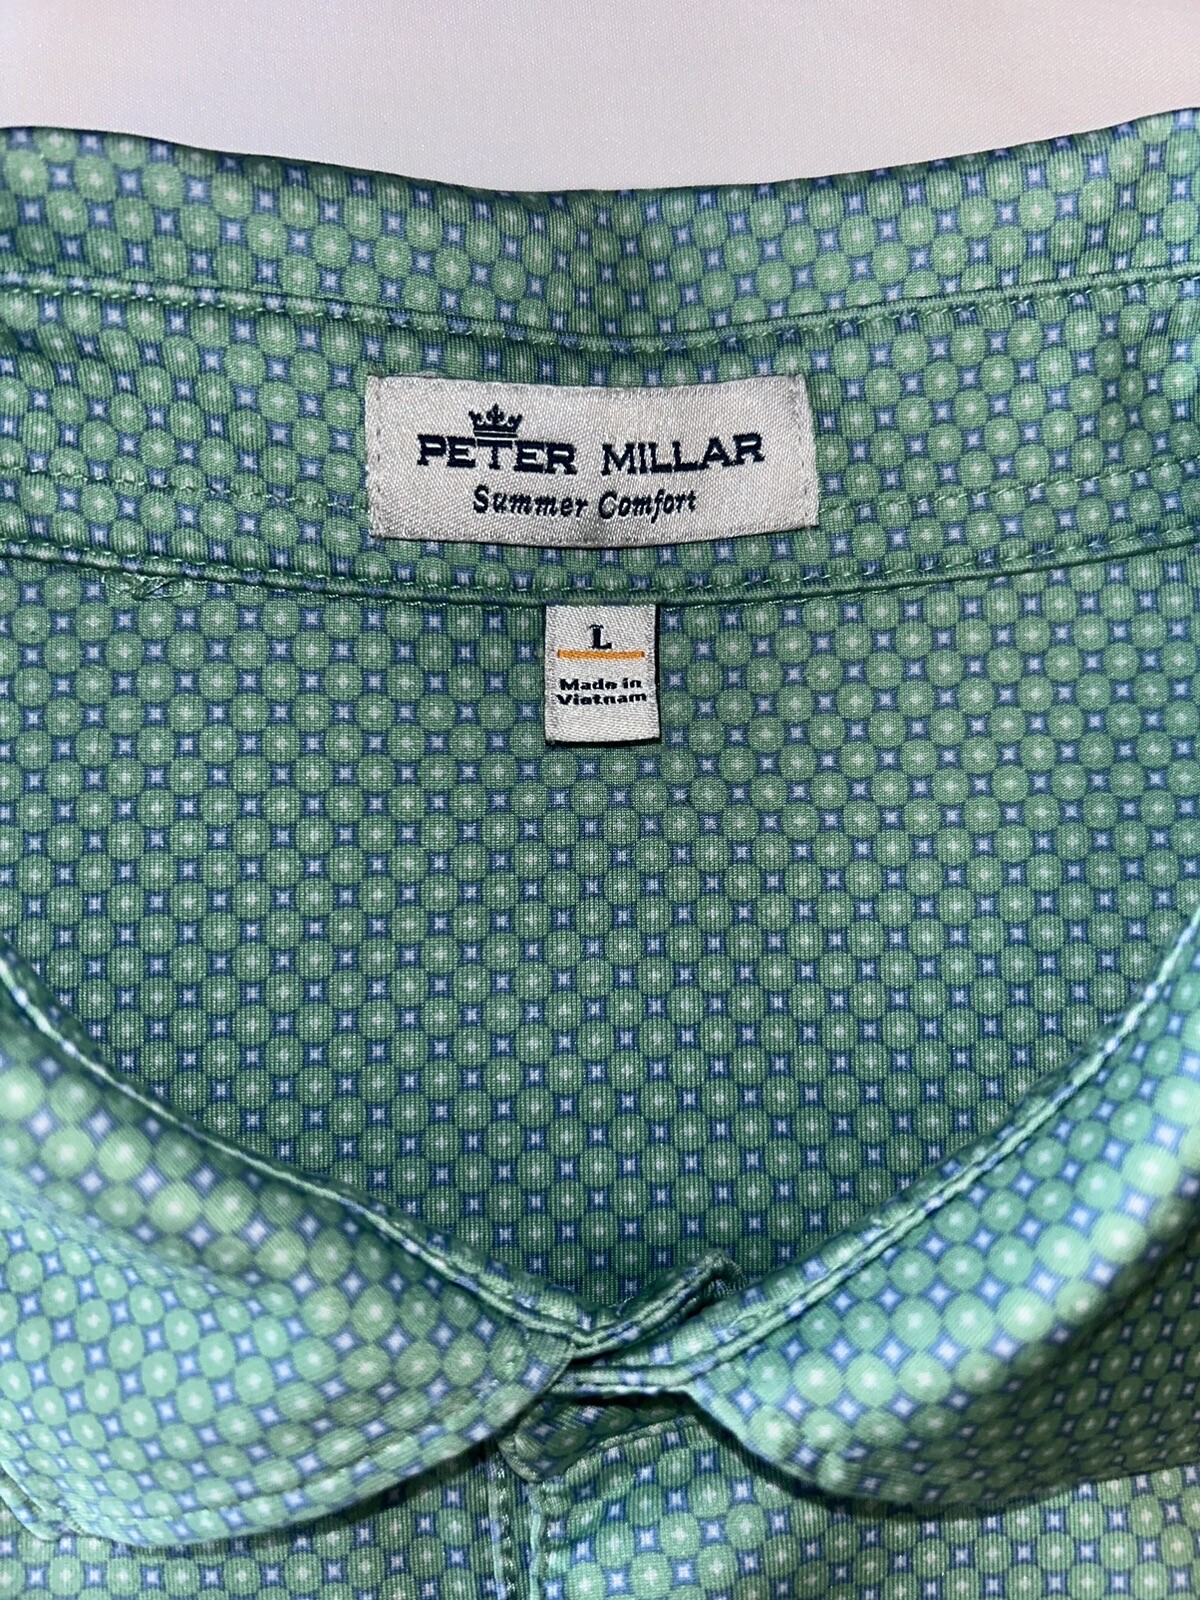 PETER MILLAR
Summer Comfort
L
Made in
Vietnam